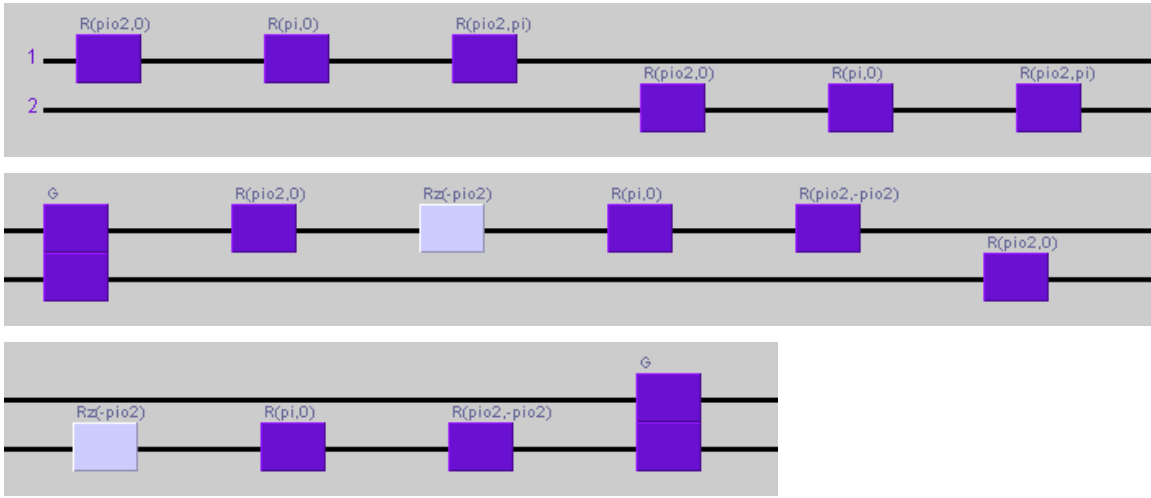 R(pio2,0) R(pi,0) R(pio2,pi)
1
R(pio2,0) R(pi,0) R(pio2,pi)
2
G R(pio2,0) Rz(-pio2) R(pi,0) R(pio2,-pio2)
R(pio2,0)
G
Rz(-pio2) R(pi,0) R(pio2,-pio2)